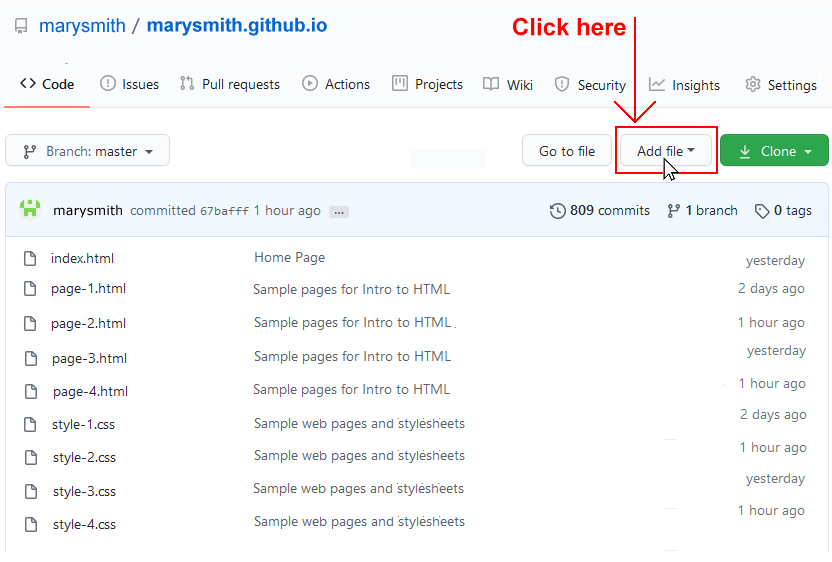 marysmith / marysmith.github.io
Click here
Code Issues Pull requests Actions Projects Wiki Security Insights Settings
Branch: master Go to file Add file Clone
marysmith committed 67bafff 1 hour ago ... 809 commits 1 branch 0 tags
index.html Home Page yesterday
page-1.html Sample pages for Intro to HTML 2 days ago
page-2.html Sample pages for Intro to HTML . 1 hour ago
page-3.html Sample pages for Intro to HTML yesterday
page-4.html Sample pages for Intro to HTML 1 hour ago
style-1.css Sample web pages and stylesheets 2 days ago
style-2.css Sample web pages and stylesheets 1 hour ago
style-3.css Sample web pages and stylesheets yesterday
style-4.css Sample web pages and stylesheets 1 hour ago